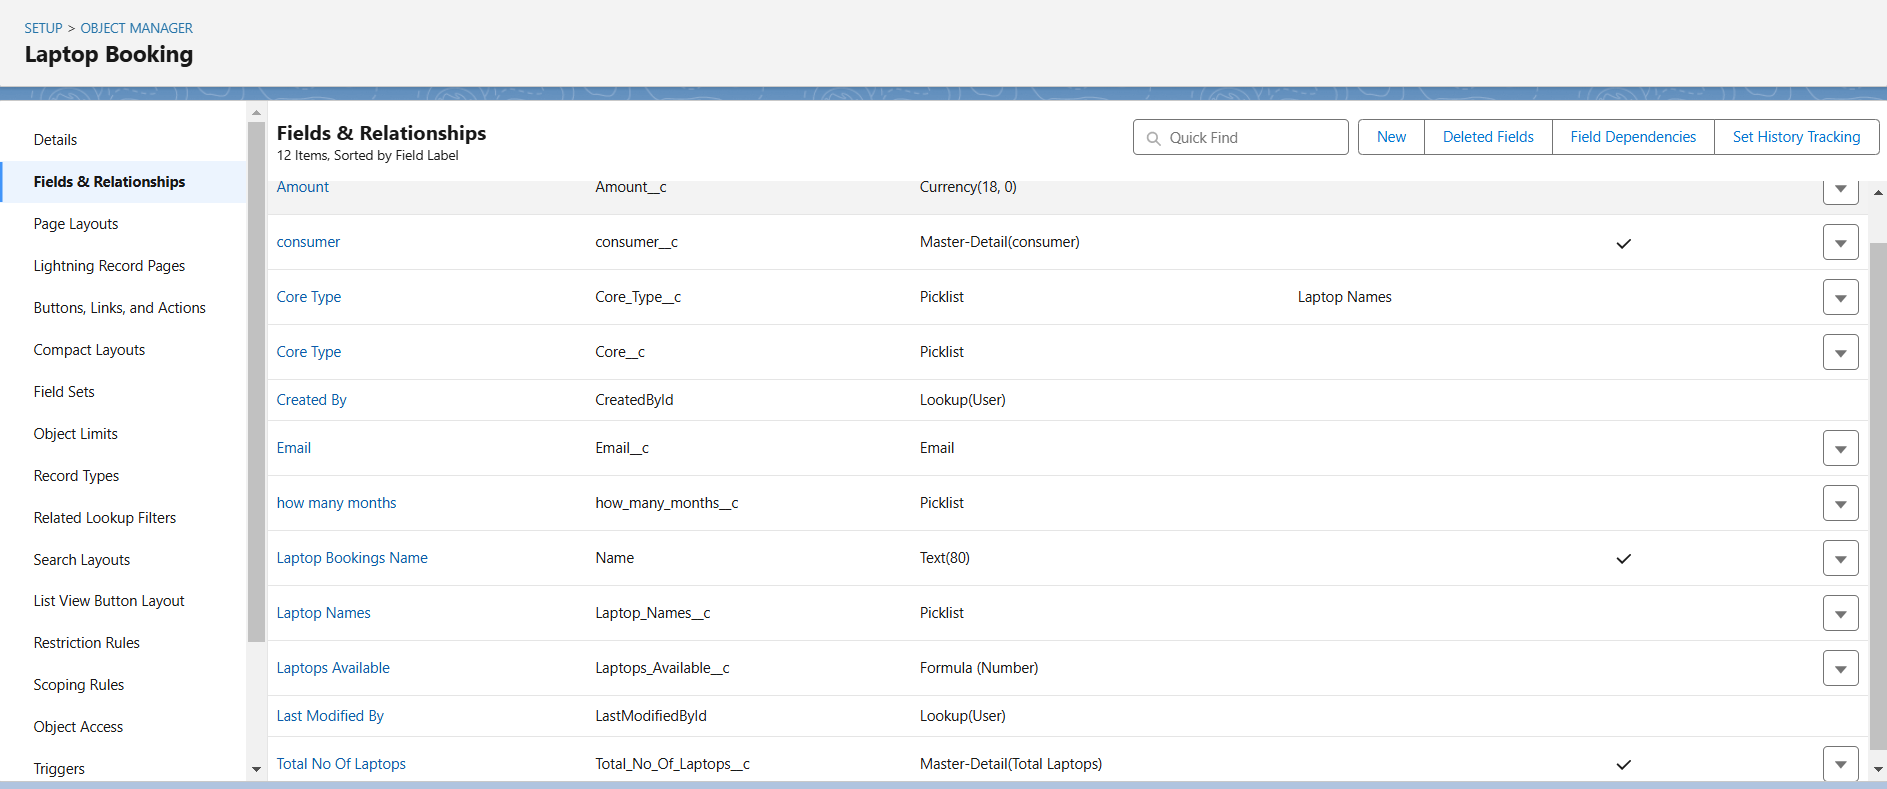 SETUP > OBJECT MANAGER
Laptop Booking
Details
Fields & Relationships
Page Layouts
Lightning Record Pages
Buttons, Links, and Actions
Compact Layouts
Field Sets
Object Limits
Record Types
Related Lookup Filters
Search Layouts
List View Button Layout
Restriction Rules
Scoping Rules
Object Access
Triggers
Fields & Relationships
12 Items, Sorted by Field Label
Quick Find
New Deleted Fields Field Dependencies Set History Tracking
Amount Amount__c Currency(18, 0)
consumer consumer__c Master-Detail(consumer)
Core Type Core_Type__c Picklist Laptop Names
Core Type Core__c Picklist
Created By CreatedById Lookup(User)
Email Email__c Email
how many months how_many_months__c Picklist
Laptop Bookings Name Name Text(80)
Laptop Names Laptop_Names__c Picklist
Laptops Available Laptops_Available__c Formula (Number)
Last Modified By LastModifiedById Lookup(User)
Total No Of Laptops Total_No_Of_Laptops__c Master-Detail(Total Laptops)